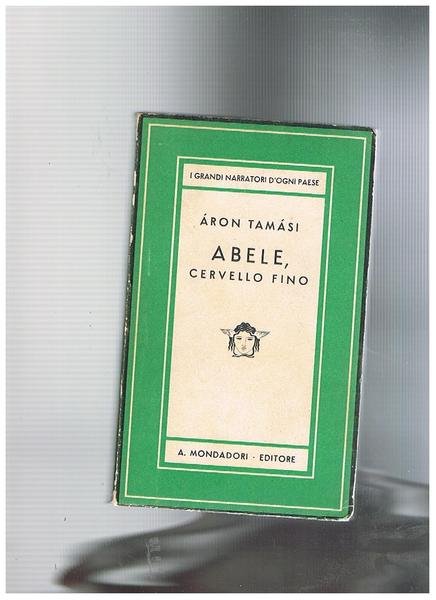 I GRANDI NARRATORI D'OGNI PAESE
ÁRON TAMÁSI
ABELE,
CERVELLO FINO
A. MONDADORI · EDITORE